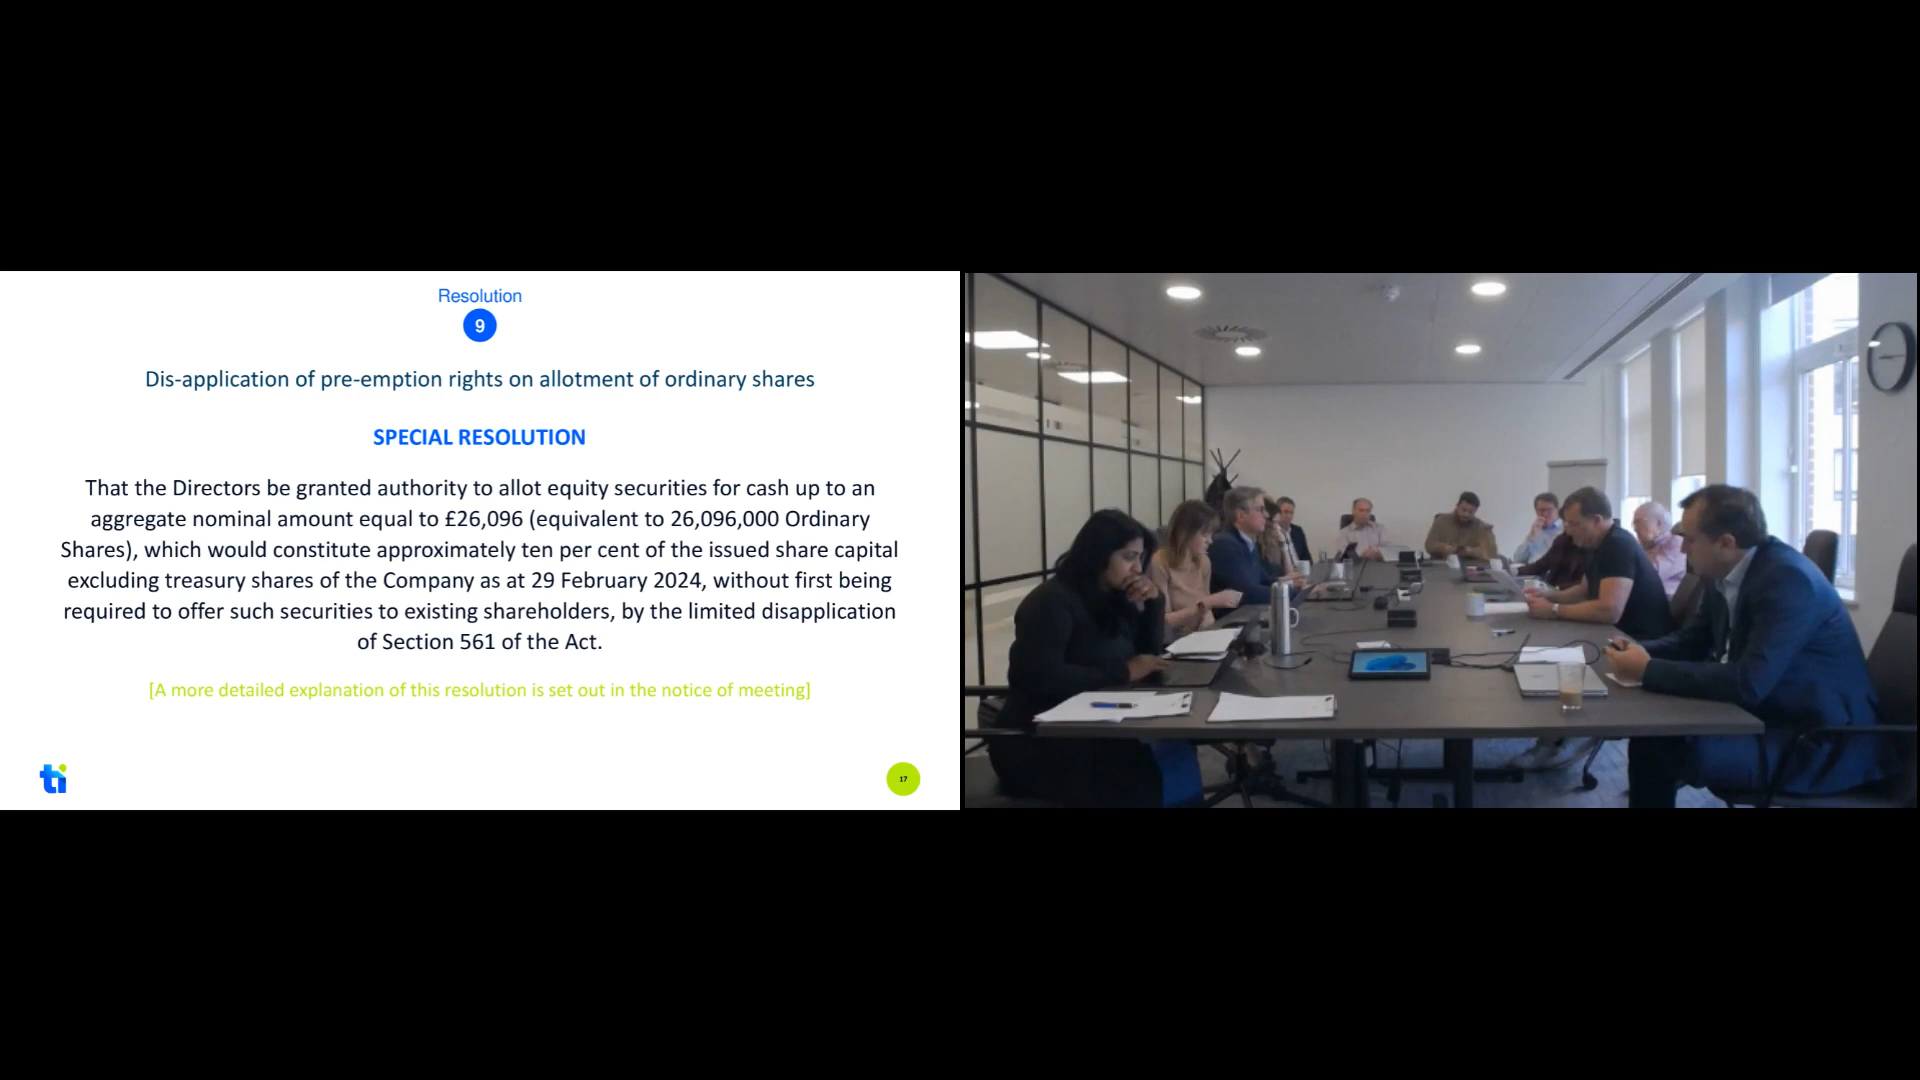 Resolution
9
Dis-application of pre-emption rights on allotment of ordinary shares
SPECIAL RESOLUTION
That the Directors be granted authority to allot equity securities for cash up to an
aggregate nominal amount equal to £26,096 (equivalent to 26,096,000 Ordinary
Shares), which would constitute approximately ten per cent of the issued share capital
excluding treasury shares of the Company as at 29 February 2024, without first being
required to offer such securities to existing shareholders, by the limited disapplication
of Section 561 of the Act.
[A more detailed explanation of this resolution is set out in the notice of meeting]
ti
17